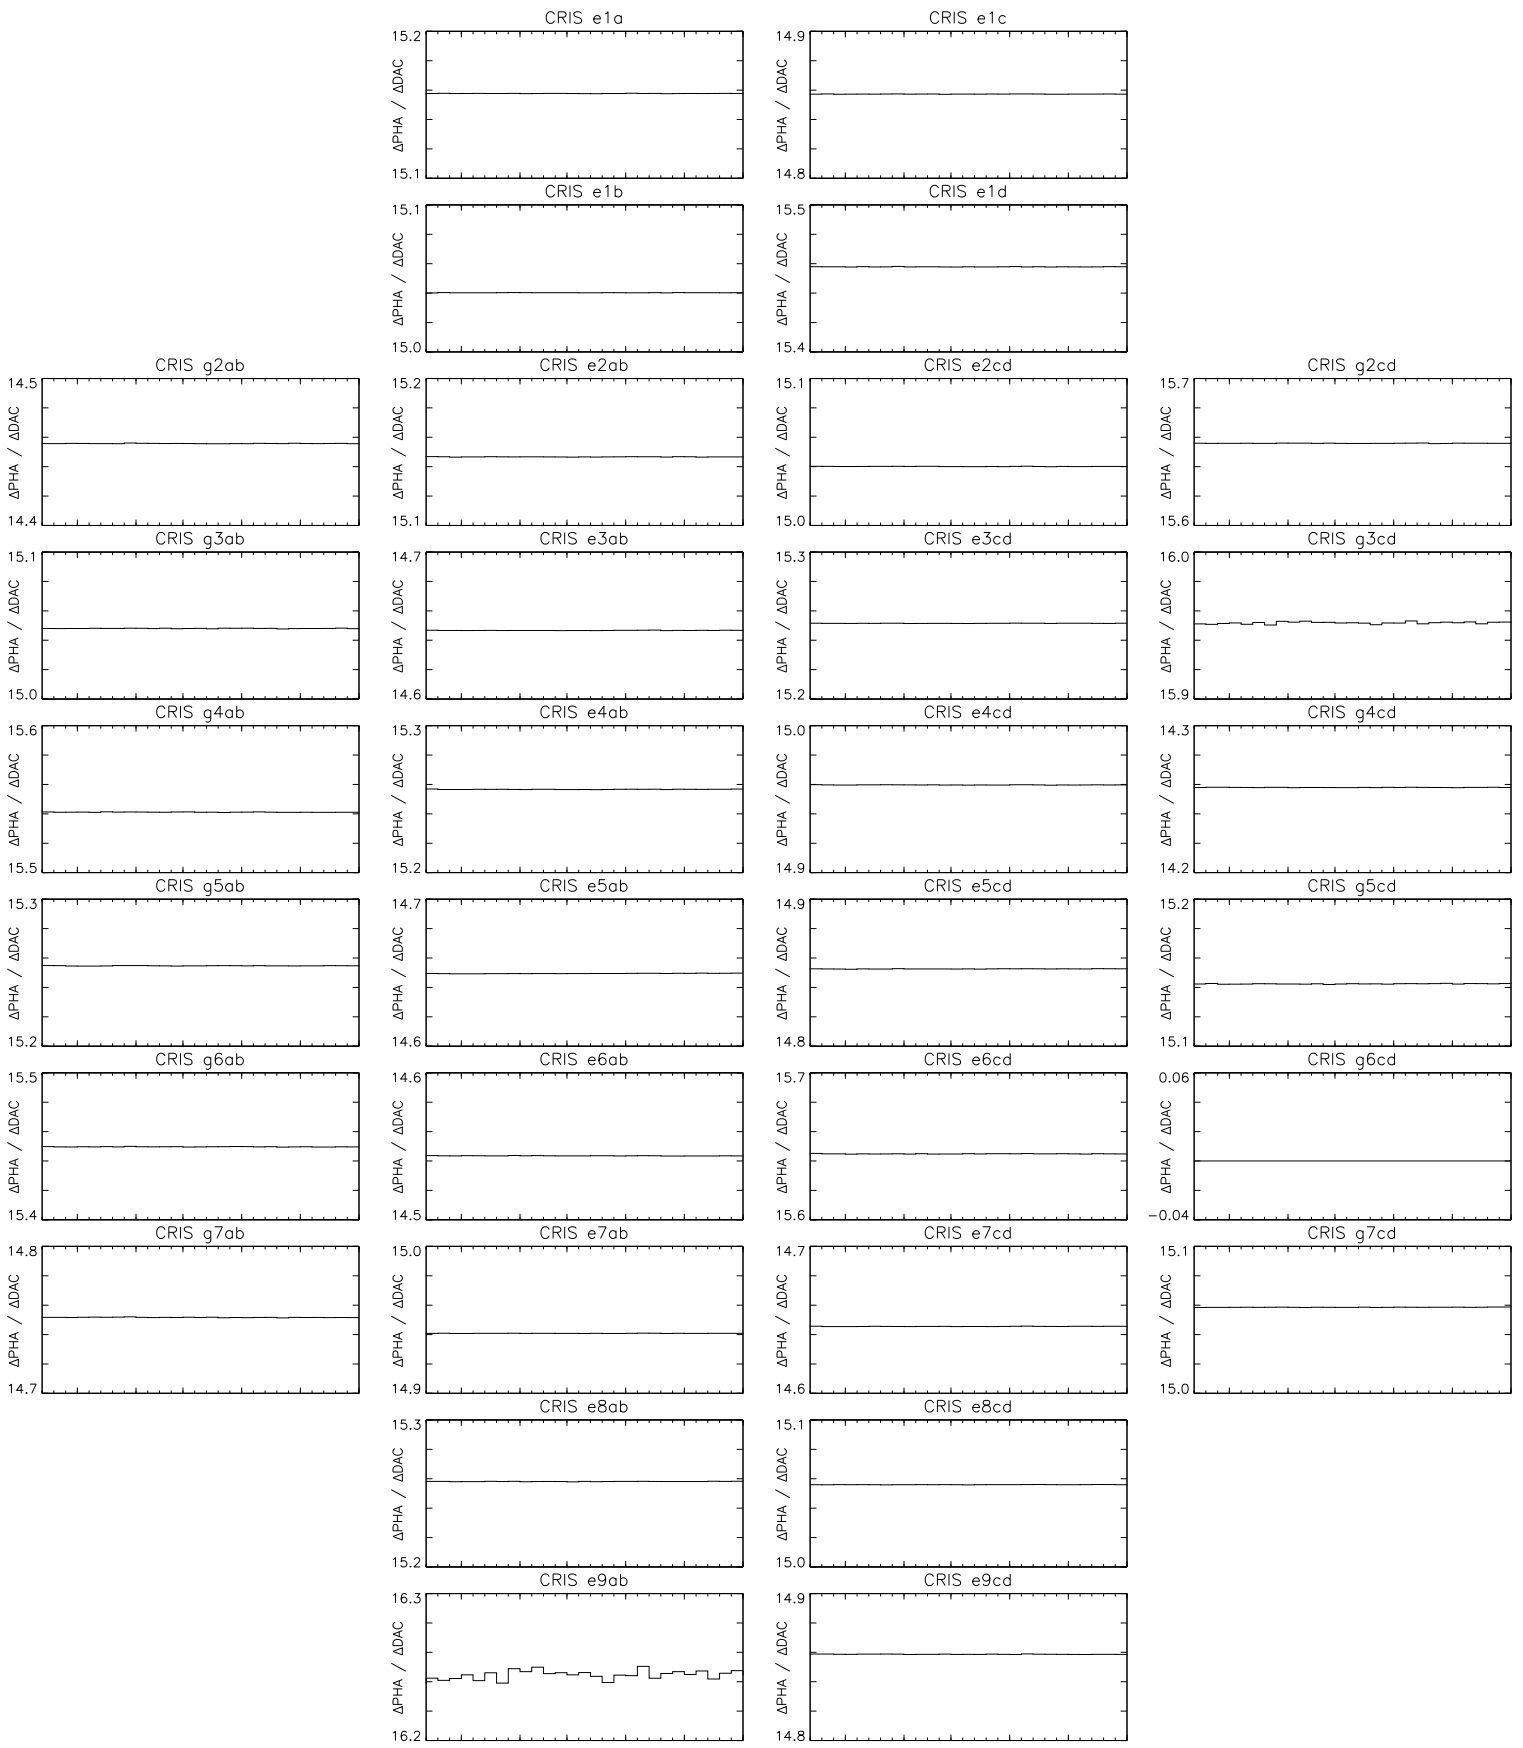 CRIS e1a
15.2
ΔPHA / ΔDAC
15.1
CRIS e1c
14.9
ΔPHA / ΔDAC
14.8
CRIS e1b
15.1
ΔPHA / ΔDAC
15.0
CRIS e1d
15.5
ΔPHA / ΔDAC
15.4
CRIS g2ab
14.5
ΔPHA / ΔDAC
14.4
CRIS e2ab
15.2
ΔPHA / ΔDAC
15.1
CRIS e2cd
15.1
ΔPHA / ΔDAC
15.0
CRIS g2cd
15.7
ΔPHA / ΔDAC
15.6
CRIS g3ab
15.1
ΔPHA / ΔDAC
15.0
CRIS e3ab
14.7
ΔPHA / ΔDAC
14.6
CRIS e3cd
15.3
ΔPHA / ΔDAC
15.2
CRIS g3cd
16.0
ΔPHA / ΔDAC
15.9
CRIS g4ab
15.6
ΔPHA / ΔDAC
15.5
CRIS e4ab
15.3
ΔPHA / ΔDAC
15.2
CRIS e4cd
15.0
ΔPHA / ΔDAC
14.9
CRIS g4cd
14.3
ΔPHA / ΔDAC
14.2
CRIS g5ab
15.3
ΔPHA / ΔDAC
15.2
CRIS e5ab
14.7
ΔPHA / ΔDAC
14.6
CRIS e5cd
14.9
ΔPHA / ΔDAC
14.8
CRIS g5cd
15.2
ΔPHA / ΔDAC
15.1
CRIS g6ab
15.5
ΔPHA / ΔDAC
15.4
CRIS e6ab
14.6
ΔPHA / ΔDAC
14.5
CRIS e6cd
15.7
ΔPHA / ΔDAC
15.6
CRIS g6cd
0.06
ΔPHA / ΔDAC
−0.04
CRIS g7ab
14.8
ΔPHA / ΔDAC
14.7
CRIS e7ab
15.0
ΔPHA / ΔDAC
14.9
CRIS e7cd
14.7
ΔPHA / ΔDAC
14.6
CRIS g7cd
15.1
ΔPHA / ΔDAC
15.0
CRIS e8ab
15.3
ΔPHA / ΔDAC
15.2
CRIS e8cd
15.1
ΔPHA / ΔDAC
15.0
CRIS e9ab
16.3
ΔPHA / ΔDAC
16.2
CRIS e9cd
14.9
ΔPHA / ΔDAC
14.8